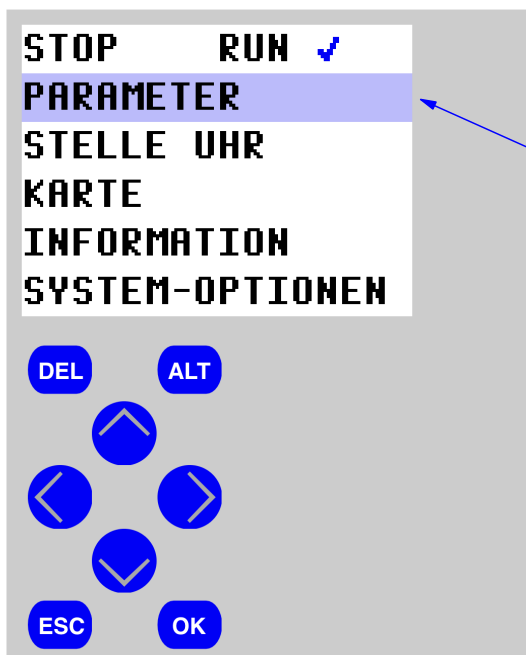 STOP RUN ✓
PARAMETER
STELLE UHR
KARTE
INFORMATION
SYSTEM-OPTIONEN
DEL ALT
ESC OK